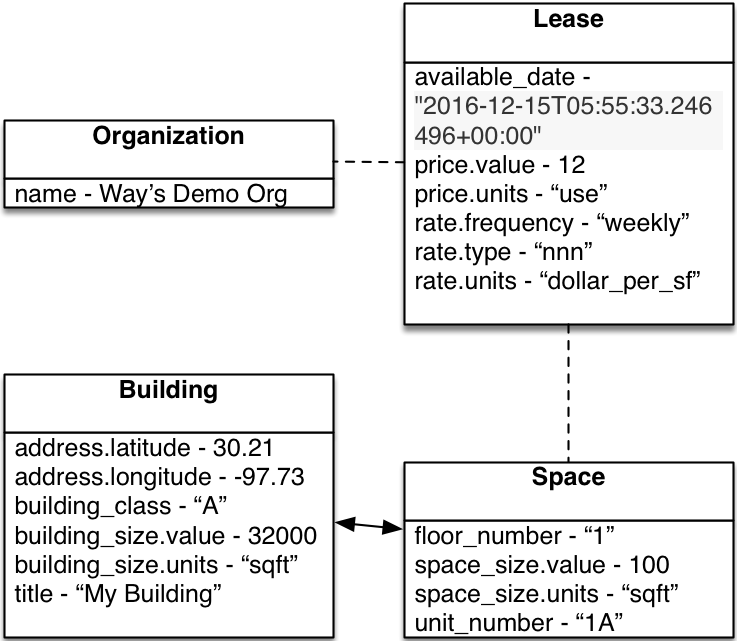 Lease
available_date -
"2016-12-15T05:55:33.246
496+00:00"
price.value - 12
price.units - “use”
rate.frequency - “weekly”
rate.type - “nnn”
rate.units - “dollar_per_sf”
Organization
name - Way’s Demo Org
Building
address.latitude - 30.21
address.longitude - -97.73
building_class - “A”
building_size.value - 32000
building_size.units - “sqft”
title - “My Building”
Space
floor_number - “1”
space_size.value - 100
space_size.units - “sqft”
unit_number - “1A”